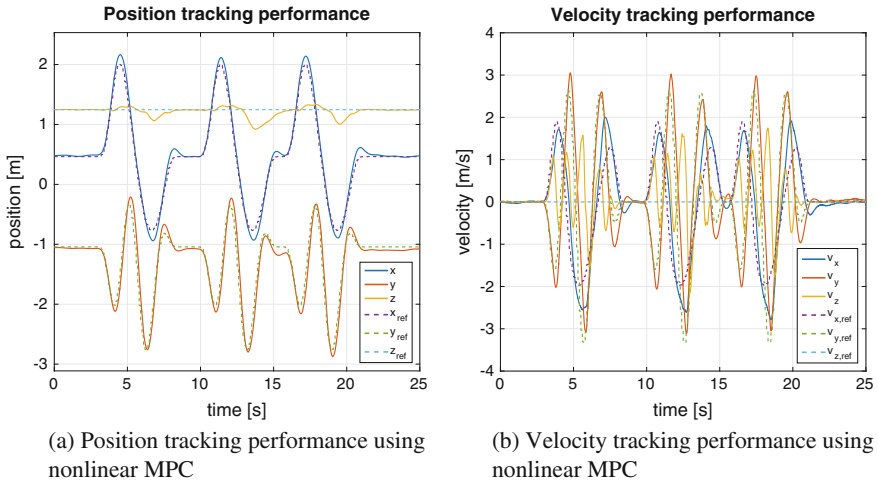 Position tracking performance
position [m]
2
1
0
-1
-2
-3
0
5
10
15
20
25
time [s]
x
y
z
x_ref
y_ref
z_ref
(a) Position tracking performance using
nonlinear MPC
Velocity tracking performance
velocity [m/s]
4
3
2
1
0
-1
-2
-3
-4
0
5
10
15
20
25
time [s]
v_x
v_y
v_z
v_x,ref
v_y,ref
v_z,ref
(b) Velocity tracking performance using
nonlinear MPC